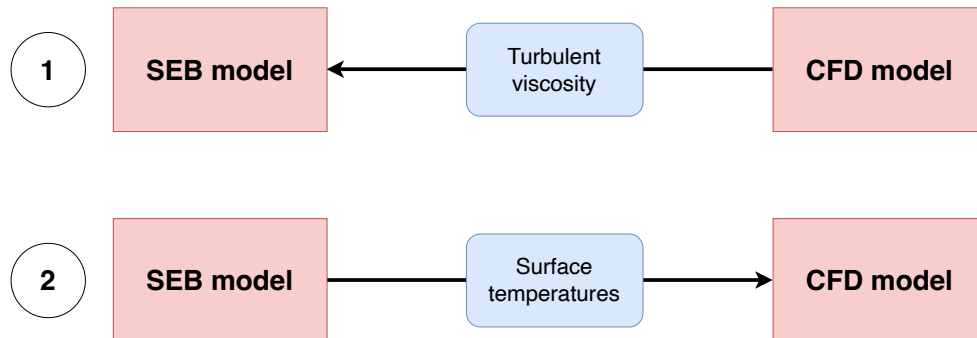 1
SEB model
Turbulent
viscosity
CFD model
2
SEB model
Surface
temperatures
CFD model